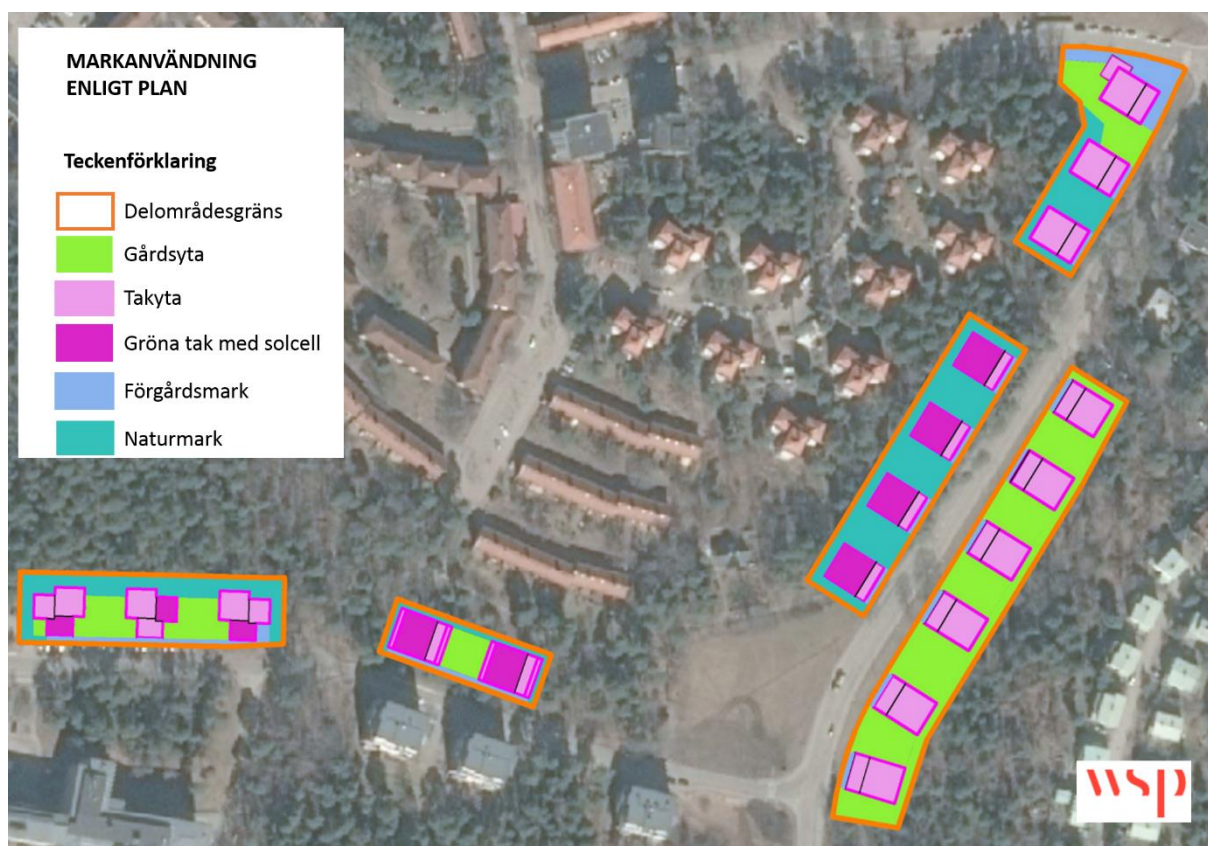 MARKANVÄNDNING
ENLIGT PLAN
Teckenförklaring
Delområdesgräns
Gårdsyta
Takyta
Gröna tak med solcell
Förgårdsmark
Naturmark
wsp